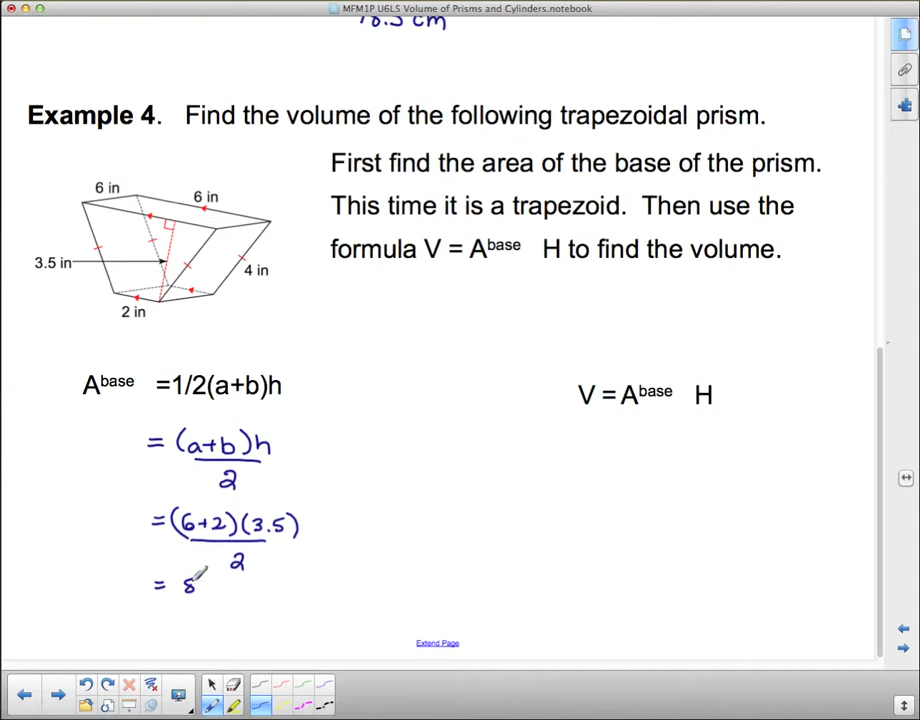 MFM1P U6L5 Volume of Prisms and Cylinders.notebook
Example 4. Find the volume of the following trapezoidal prism.
First find the area of the base of the prism.
This time it is a trapezoid. Then use the
formula V = Abase H to find the volume.
6 in
6 in
3.5 in
4 in
2 in
Abase =1/2(a+b)h
= (a+b)h
2
= (6+2)(3.5)
2
= 8
V = Abase H
Extend Page